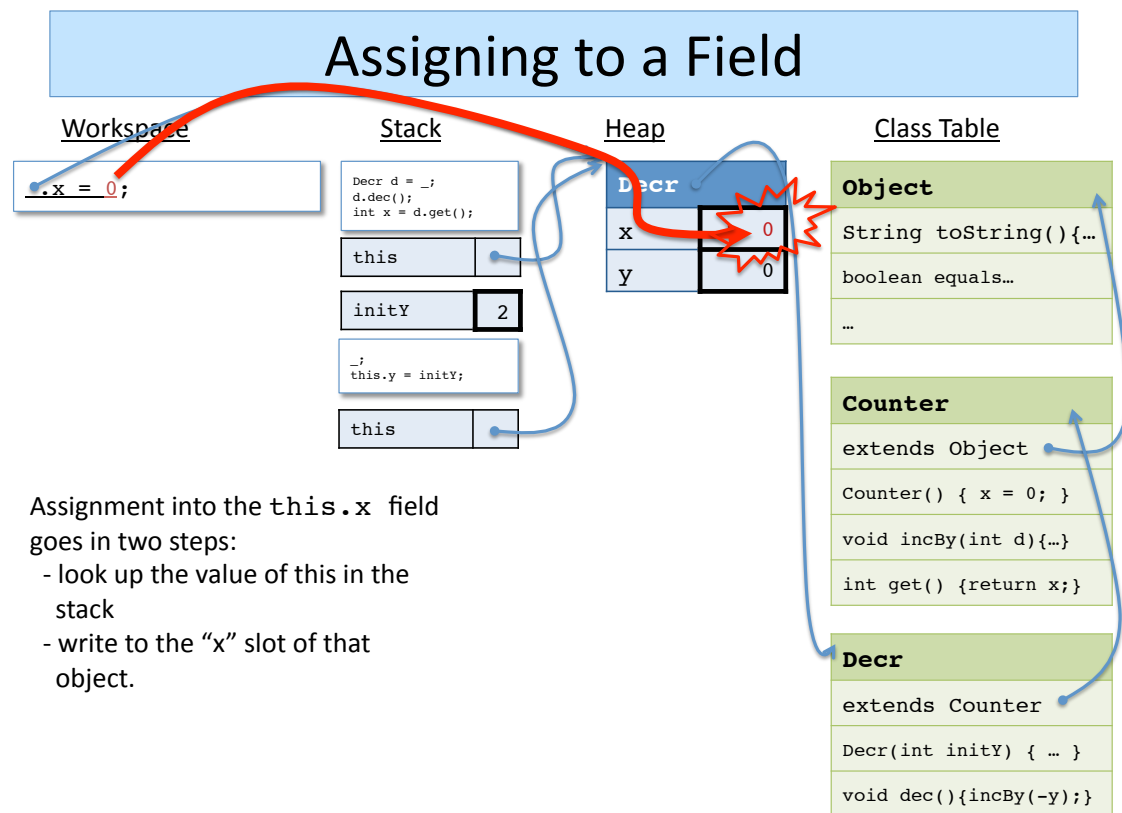 Assigning to a Field
Workspace
Stack
Heap
Class Table
.x = 0;
Decr d = _;
d.dec();
int x = d.get();
this
initY 2
_;
this.y = initY;
this
Decr
x 0
y 0
Object
String toString(){…
boolean equals…
…
Counter
extends Object
Counter() { x = 0; }
void incBy(int d){…}
int get() {return x;}
Decr
extends Counter
Decr(int initY) { … }
void dec(){incBy(-y);}
Assignment into the this.x field
goes in two steps:
- look up the value of this in the
stack
- write to the “x” slot of that
object.